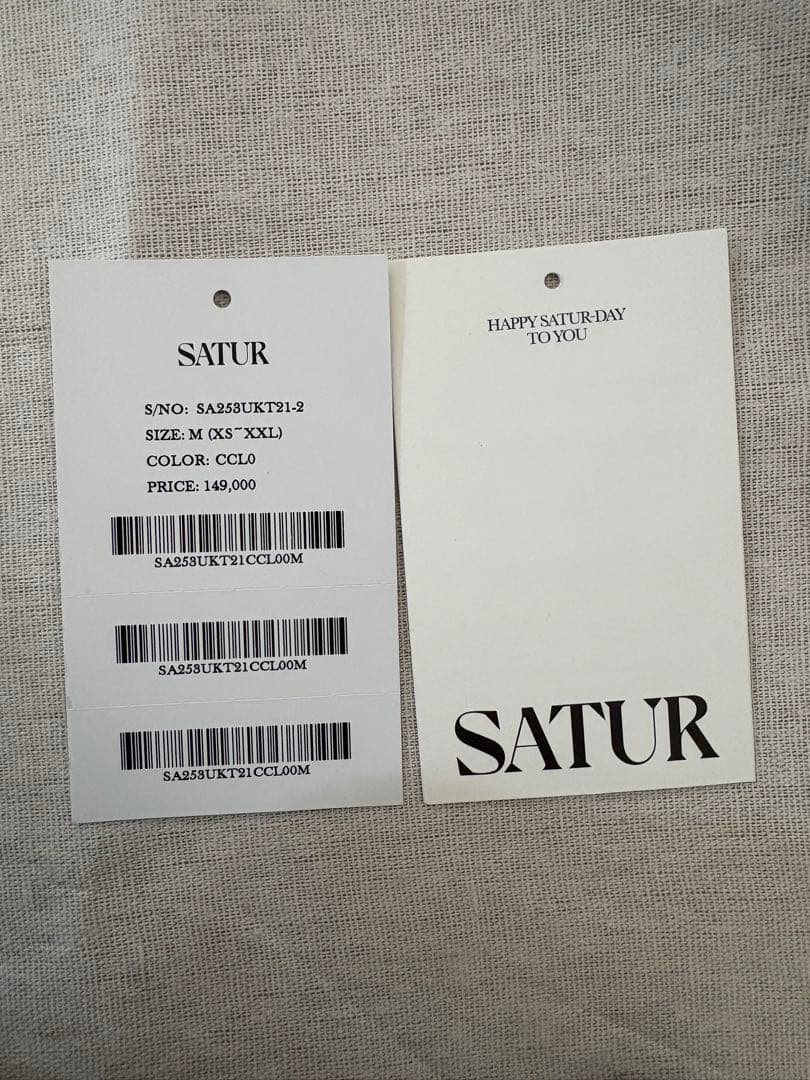 SATUR
S/NO: SA253UKT21-2
SIZE: M (XS~XXL)
COLOR: CCL0
PRICE: 149,000
SA253UKT21CCL00M
SA253UKT21CCL00M
SA253UKT21CCL00M
HAPPY SATUR-DAY
TO YOU
SATUR